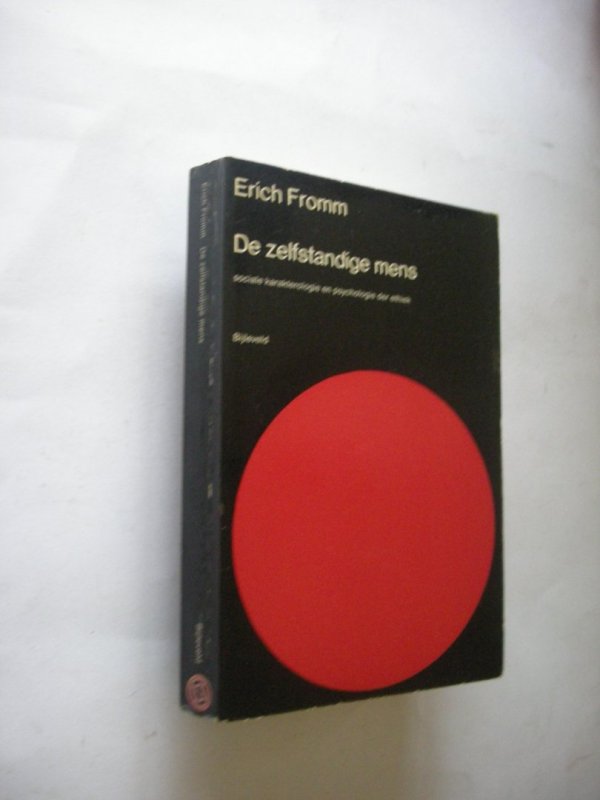 Erich Fromm
De zelfstandige mens
sociale karakterologie en psychologie der ethiek
Bijleveld
Erich Fromm De zelfstandige mens
Bijleveld